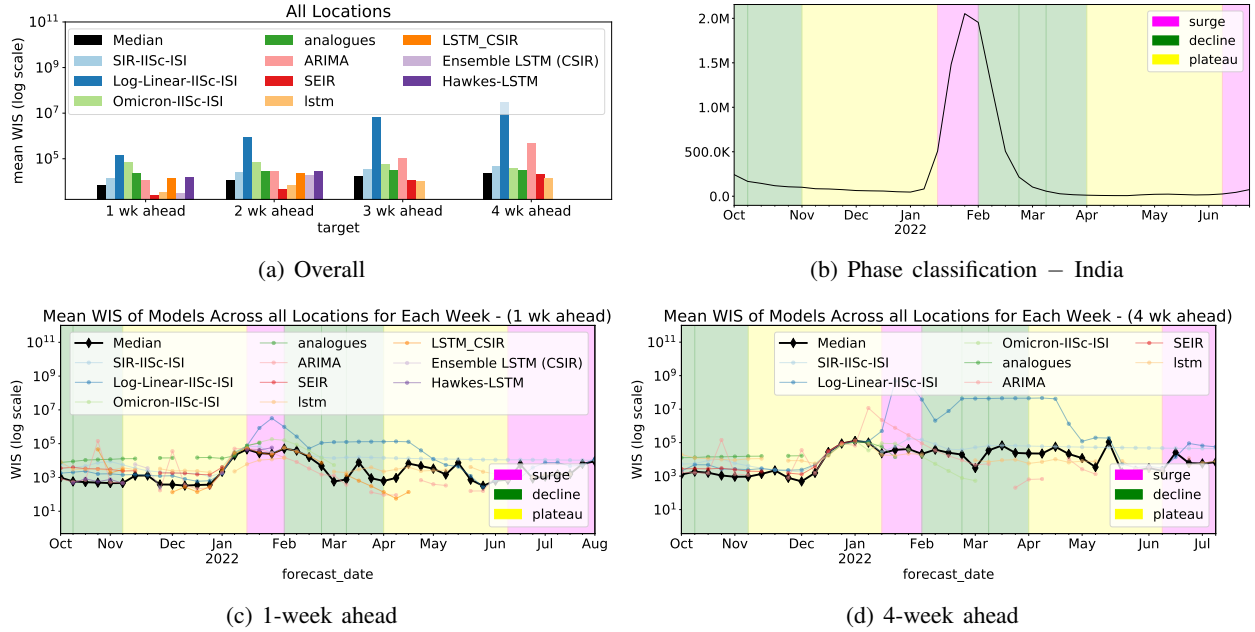 All Locations
mean WIS (log scale)
10^11
10^9
10^7
10^5
Median
SIR-IISc-ISI
Log-Linear-IISc-ISI
Omicron-IISc-ISI
analogues
ARIMA
SEIR
lstm
LSTM_CSIR
Ensemble LSTM (CSIR)
Hawkes-LSTM
1 wk ahead 2 wk ahead 3 wk ahead 4 wk ahead
target
(a) Overall
2.0M
1.5M
1.0M
500.0K
0.0
surge
decline
plateau
Oct Nov Dec Jan Feb Mar Apr May Jun
2022
(b) Phase classification − India
Mean WIS of Models Across all Locations for Each Week - (1 wk ahead)
WIS (log scale)
10^11
10^9
10^7
10^5
10^3
10^1
Median
SIR-IISc-ISI
Log-Linear-IISc-ISI
Omicron-IISc-ISI
analogues
ARIMA
SEIR
lstm
LSTM_CSIR
Ensemble LSTM (CSIR)
Hawkes-LSTM
surge
decline
plateau
Oct Nov Dec Jan Feb Mar Apr May Jun Jul Aug
2022
forecast_date
(c) 1-week ahead
Mean WIS of Models Across all Locations for Each Week - (4 wk ahead)
WIS (log scale)
10^11
10^9
10^7
10^5
10^3
10^1
Median
SIR-IISc-ISI
Log-Linear-IISc-ISI
Omicron-IISc-ISI
analogues
ARIMA
SEIR
lstm
surge
decline
plateau
Oct Nov Dec Jan Feb Mar Apr May Jun Jul
2022
forecast_date
(d) 4-week ahead